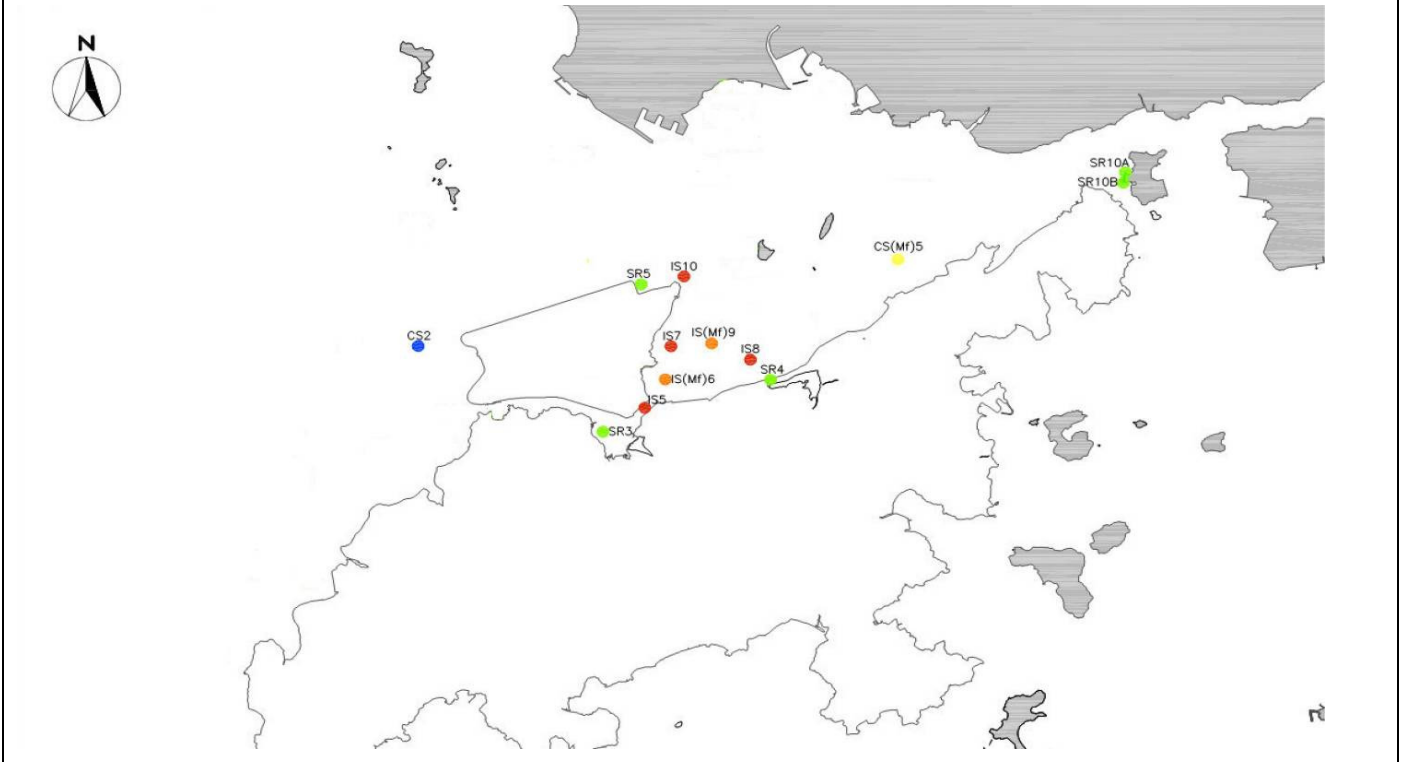 N
SR10A
SR10B
CS(Mf)5
IS10
SR5
CS2
IS7
IS(Mf)9
IS8
SR4
IS(Mf)6
IS5
SR3